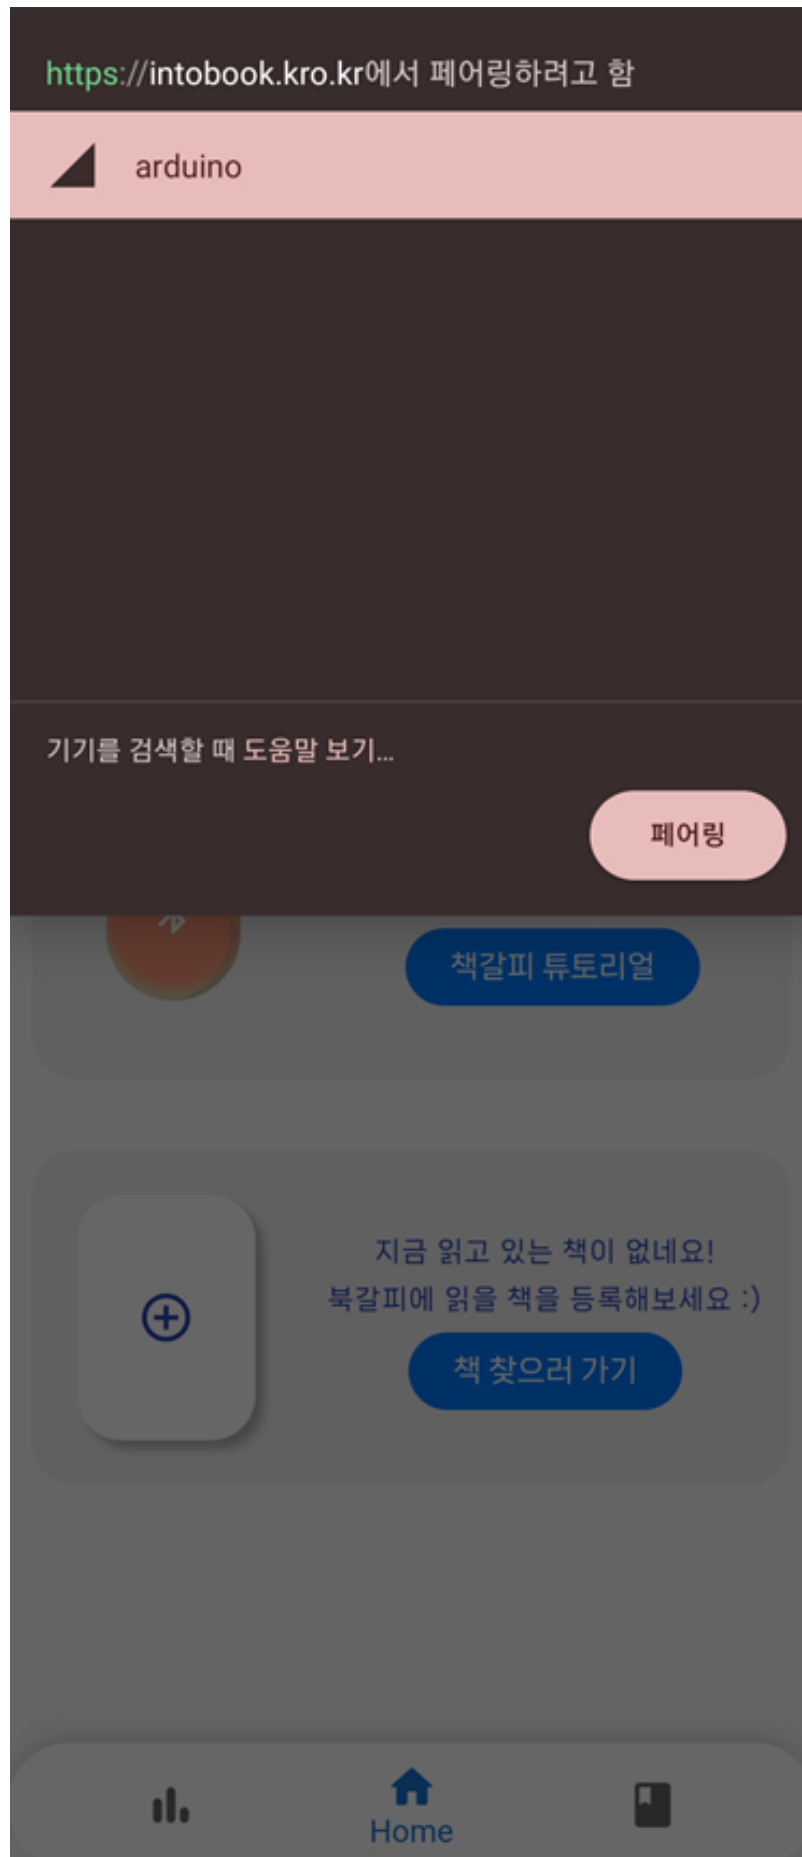 https://intobook.kro.kr에서 페어링하려고 함
arduino
기기를 검색할 때 도움말 보기...
페어링
책갈피 튜토리얼
지금 읽고 있는 책이 없네요!
북갈피에 읽을 책을 등록해보세요 :)
책 찾으러 가기
Home